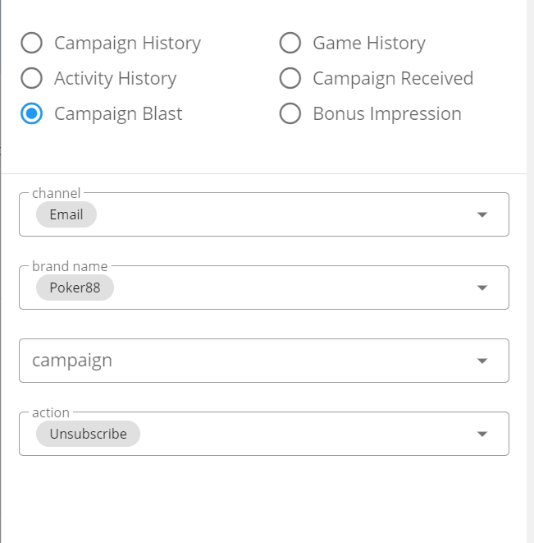 Campaign History
Game History
Activity History
Campaign Received
Campaign Blast
Bonus Impression
channel
Email
brand name
Poker88
campaign
action
Unsubscribe